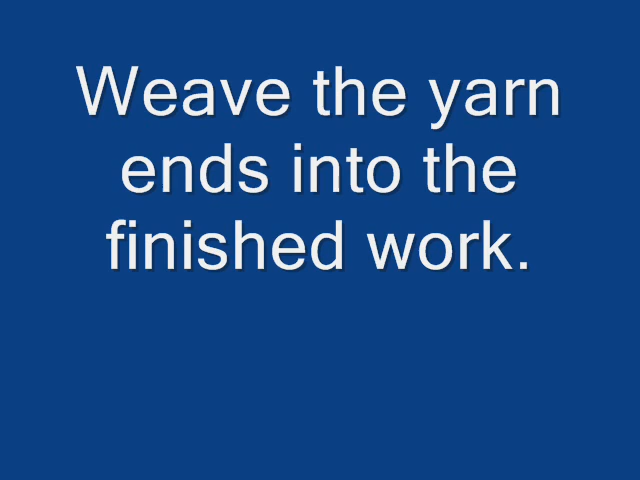 Weave the yarn
ends into the
finished work.